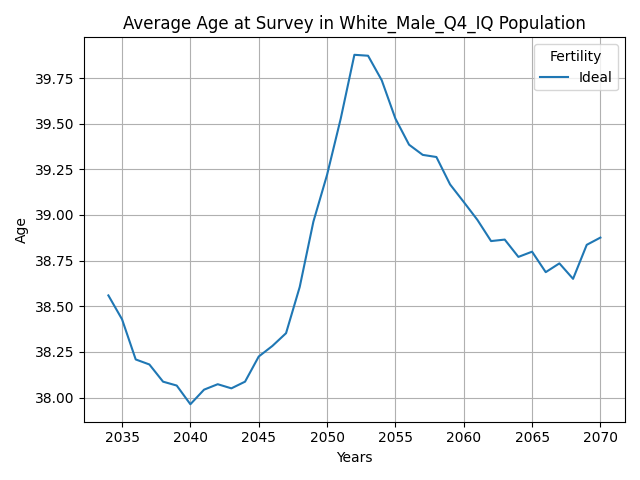 Average Age at Survey in White_Male_Q4_IQ Population
Fertility
Ideal
Age
39.75
39.50
39.25
39.00
38.75
38.50
38.25
38.00
2035 2040 2045 2050 2055 2060 2065 2070
Years